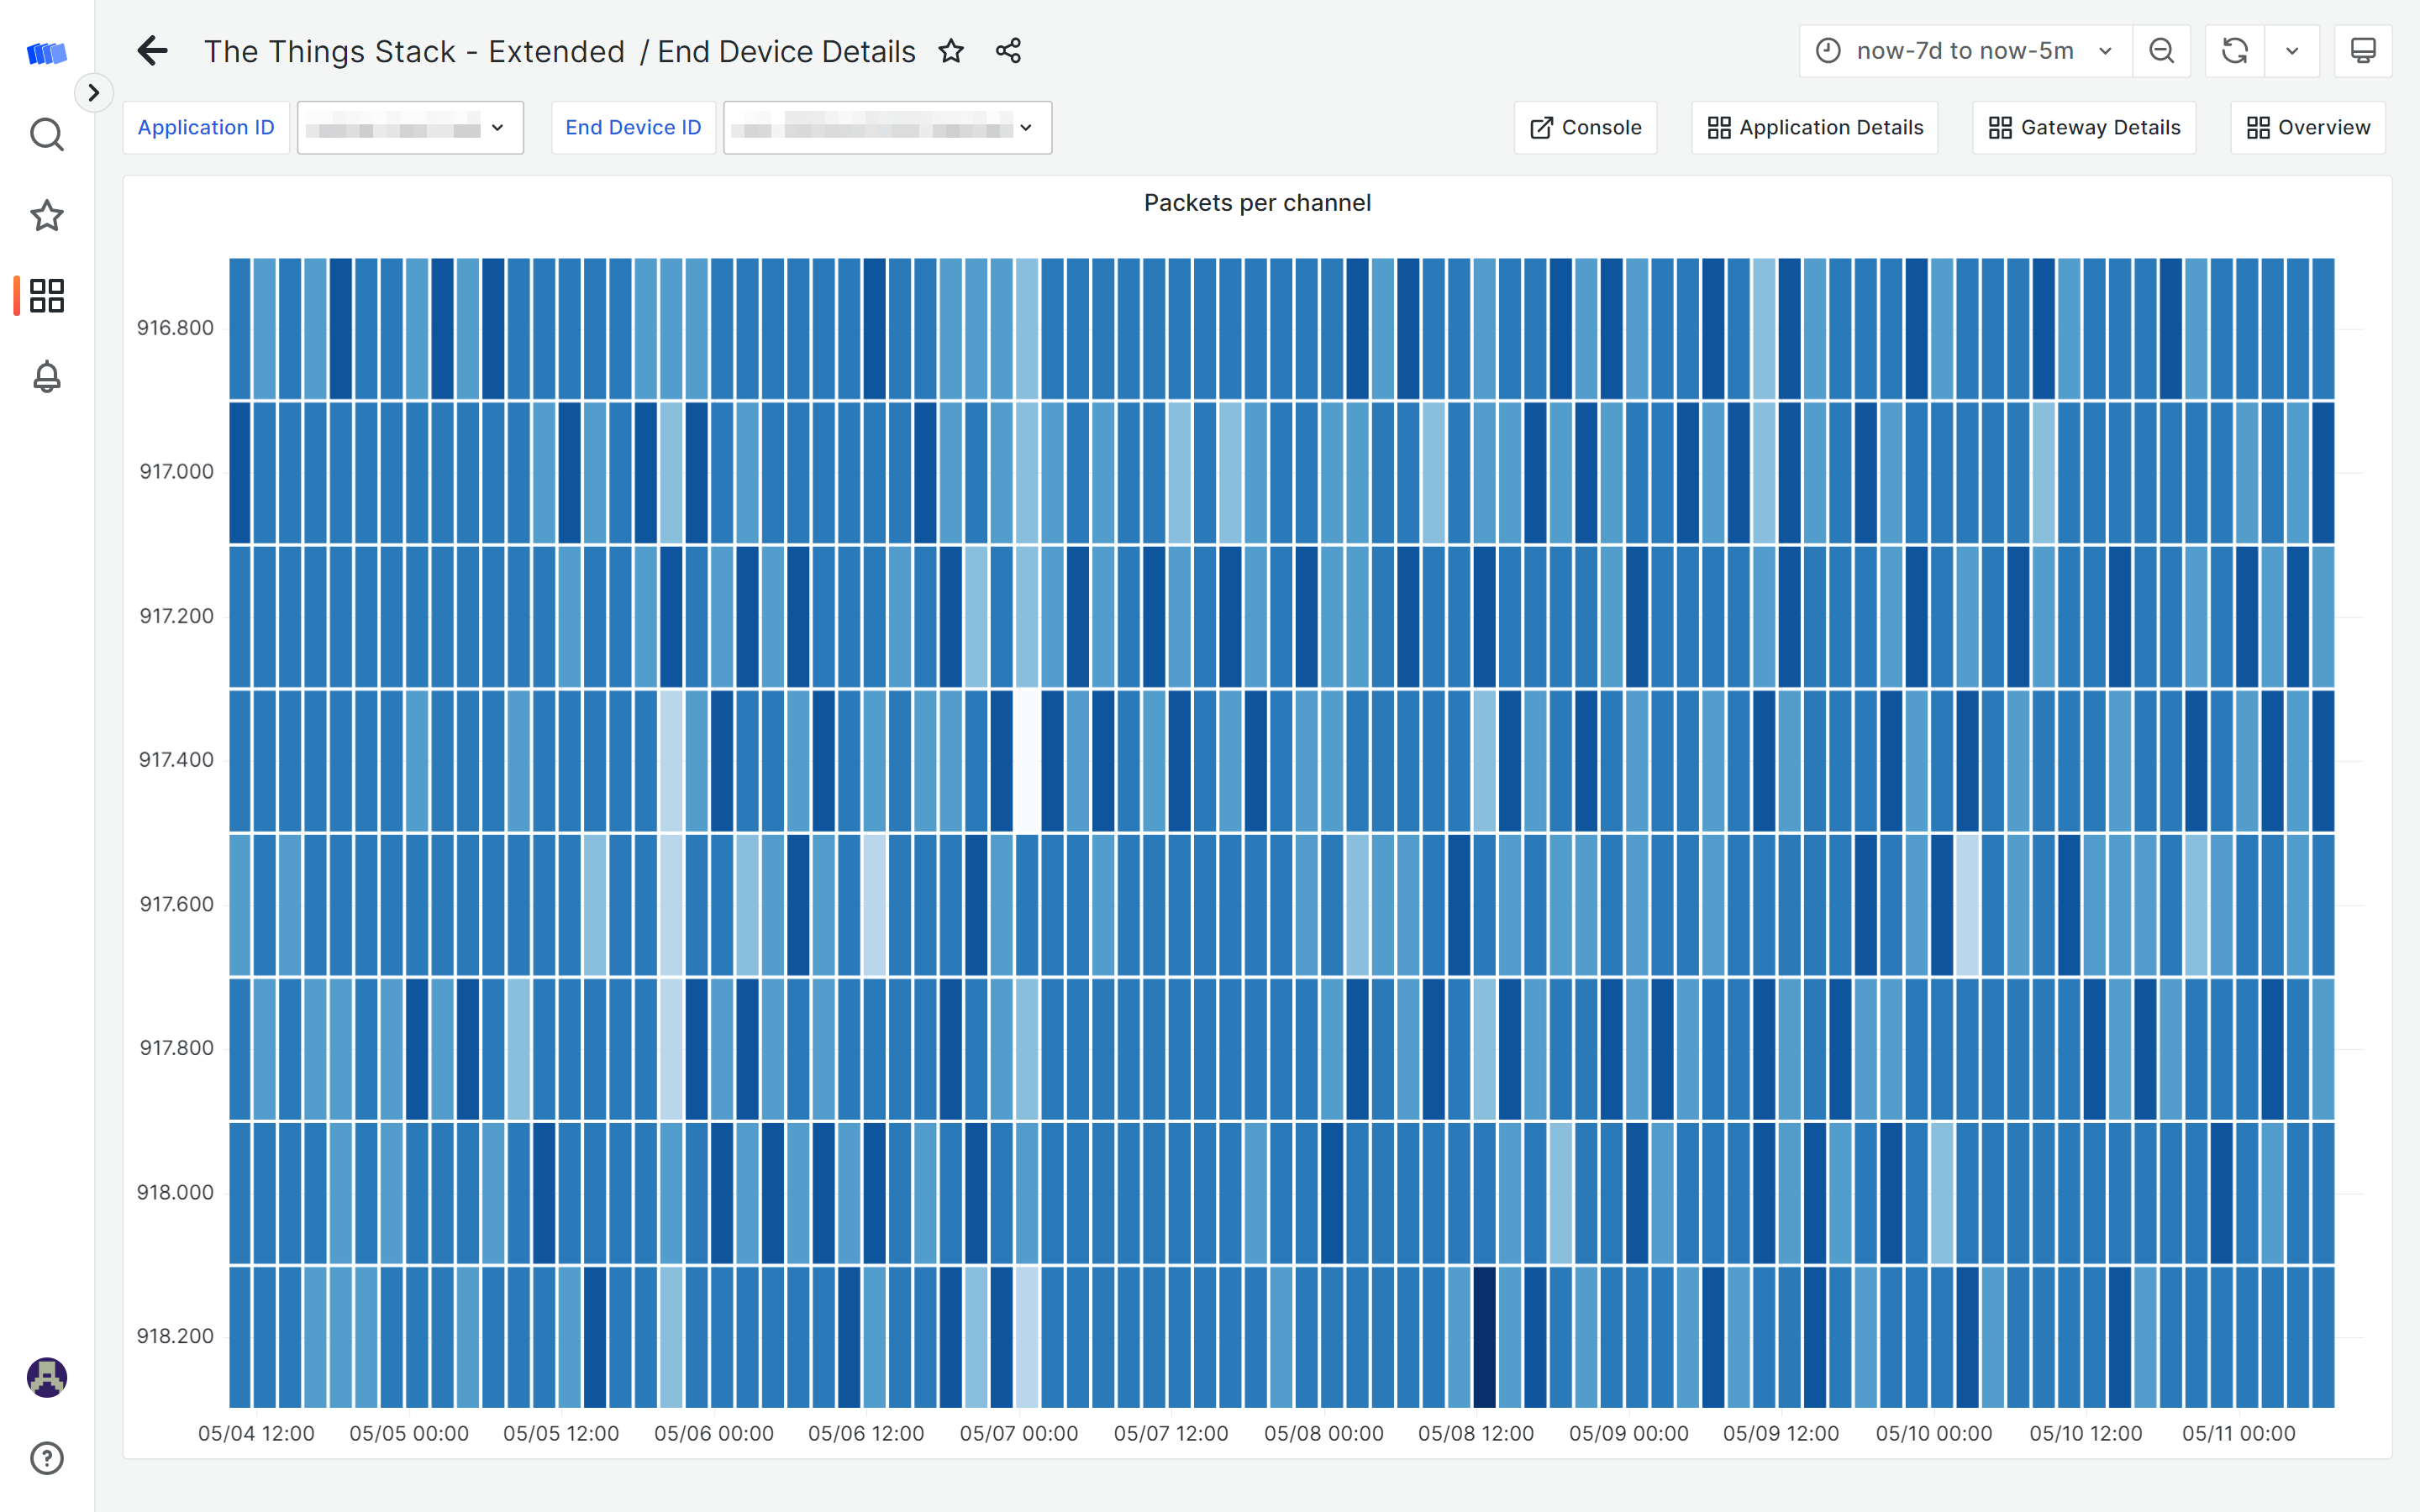 The Things Stack - Extended / End Device Details
now-7d to now-5m
Application ID
End Device ID
Console
Application Details
Gateway Details
Overview
Packets per channel
916.800
917.000
917.200
917.400
917.600
917.800
918.000
918.200
05/04 12:00 05/05 00:00 05/05 12:00 05/06 00:00 05/06 12:00 05/07 00:00 05/07 12:00 05/08 00:00 05/08 12:00 05/09 00:00 05/09 12:00 05/10 00:00 05/10 12:00 05/11 00:00